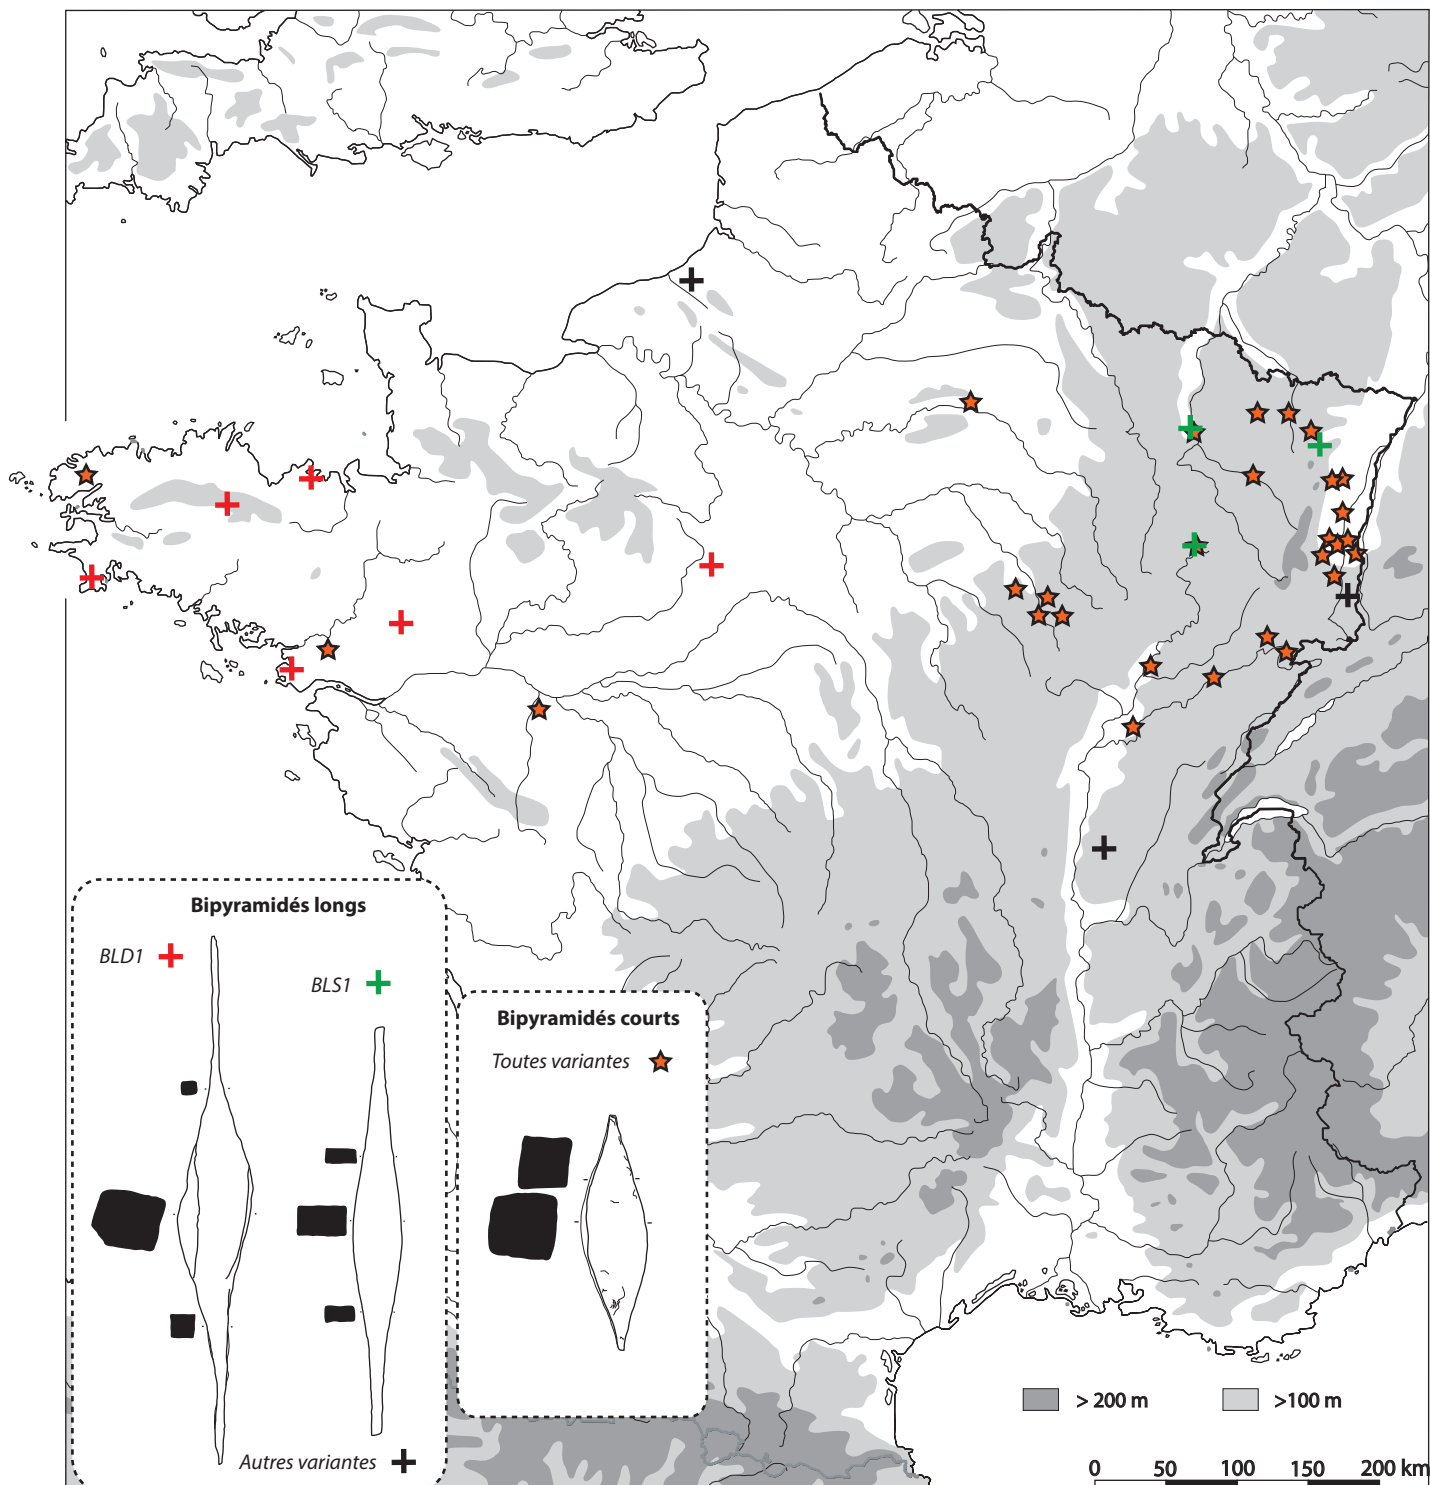 Bipyramidés longs
BLD1
BLS1
Autres variantes
Bipyramidés courts
Toutes variantes
> 200 m
>100 m
0 50 100 150 200 km